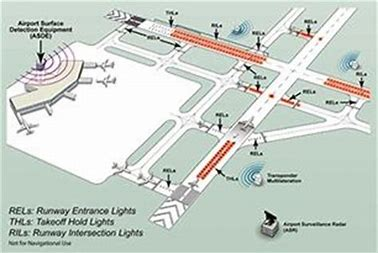 Airport Surface
Detection Equipment
(ASDE)
THLs
RILs
RELs
RELs
RELs
RILs
RELs
RELs
RELs
RELs
THLs
Transponder
Multilateration
RELs: Runway Entrance Lights
THLs: Takeoff Hold Lights
RILs: Runway Intersection Lights
Not for Navigational Use
Airport Surveillance Radar
(ASR)